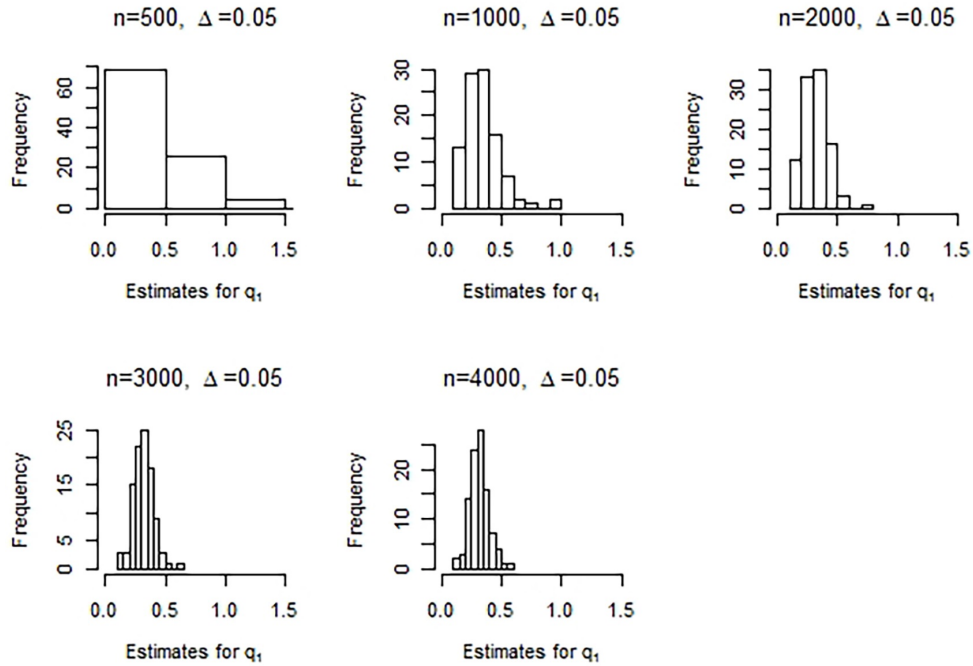 n=500, Δ=0.05
Frequency
60
40
20
0
0.0 0.5 1.0 1.5
Estimates for q₁
n=1000, Δ=0.05
Frequency
30
20
10
0
0.0 0.5 1.0 1.5
Estimates for q₁
n=2000, Δ=0.05
Frequency
30
20
10
0
0.0 0.5 1.0 1.5
Estimates for q₁
n=3000, Δ=0.05
Frequency
25
15
5
0
0.0 0.5 1.0 1.5
Estimates for q₁
n=4000, Δ=0.05
Frequency
20
10
0
0.0 0.5 1.0 1.5
Estimates for q₁